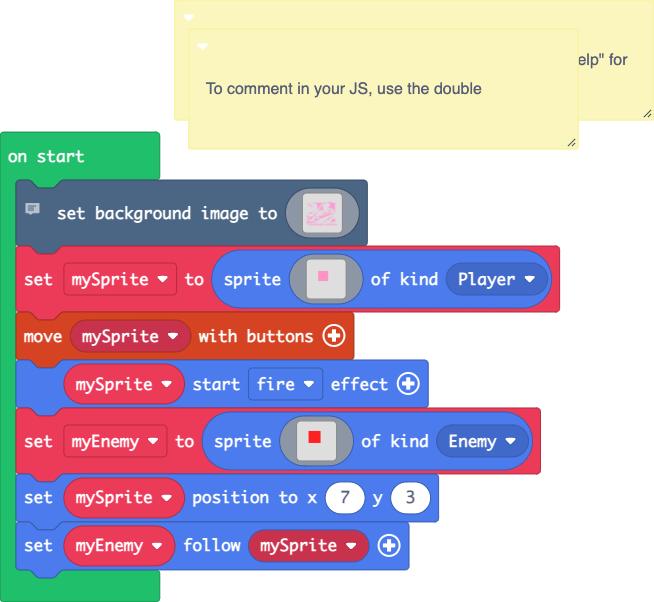 elp" for
To comment in your JS, use the double
on start
set background image to
set mySprite to sprite of kind Player
move mySprite with buttons
mySprite start fire effect
set myEnemy to sprite of kind Enemy
set mySprite position to x 7 y 3
set myEnemy follow mySprite